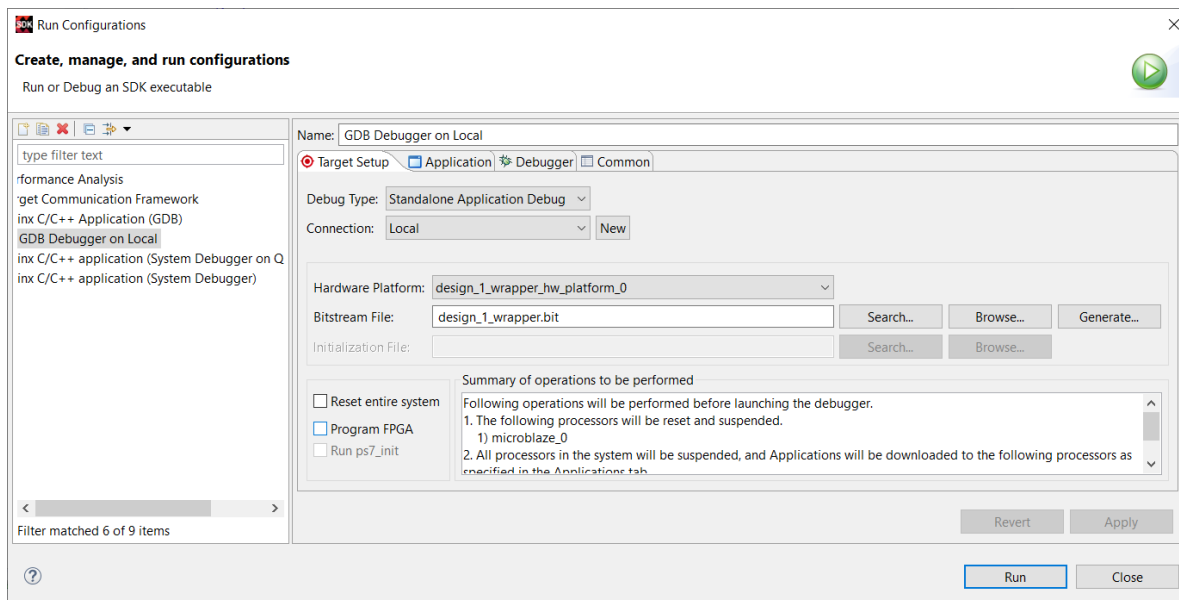 SDK Run Configurations
Create, manage, and run configurations
Run or Debug an SDK executable
type filter text
rformance Analysis
rget Communication Framework
inx C/C++ Application (GDB)
GDB Debugger on Local
inx C/C++ application (System Debugger on Q
inx C/C++ application (System Debugger)
Filter matched 6 of 9 items
Name: GDB Debugger on Local
Target Setup Application Debugger Common
Debug Type: Standalone Application Debug
Connection: Local New
Hardware Platform: design_1_wrapper_hw_platform_0
Bitstream File: design_1_wrapper.bit Search... Browse... Generate...
Initialization File: Search... Browse...
Reset entire system
Program FPGA
Run ps7_init
Summary of operations to be performed
Following operations will be performed before launching the debugger.
1. The following processors will be reset and suspended.
1) microblaze_0
2. All processors in the system will be suspended, and Applications will be downloaded to the following processors as
specified in the Applications tab
Revert Apply
Run Close